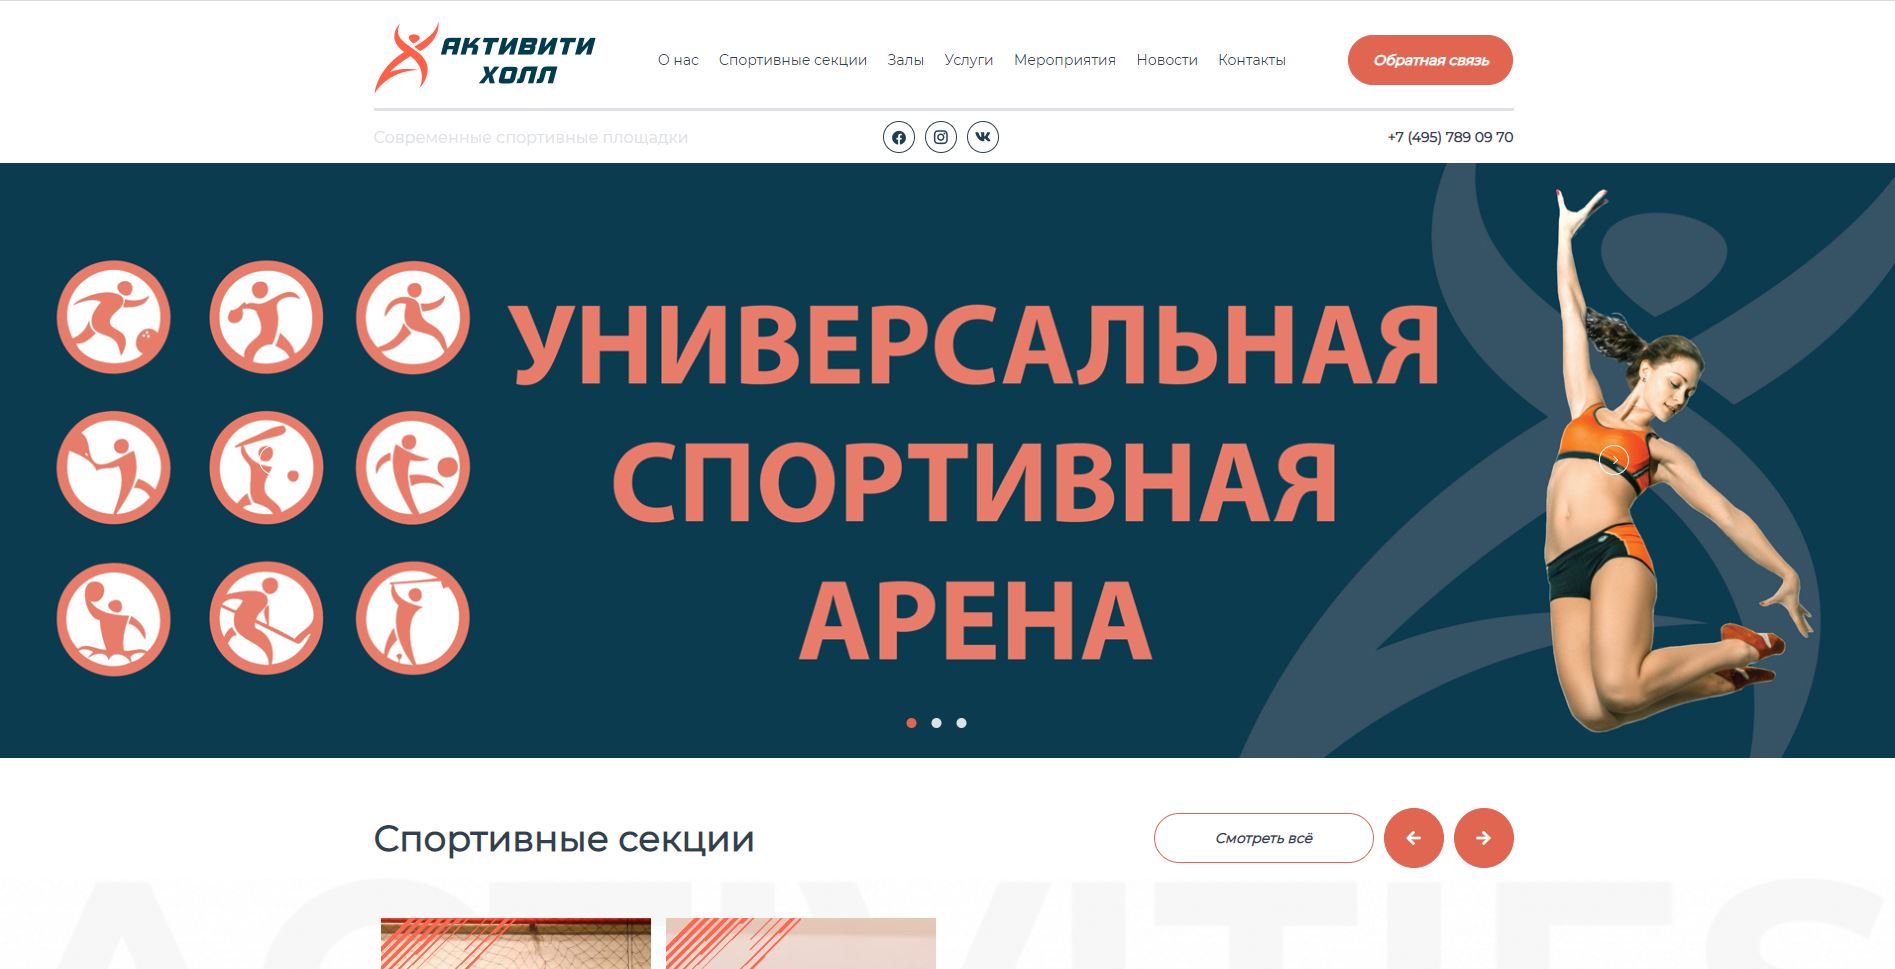 АКТИВИТИ
ХОЛЛ
О нас Спортивные секции Залы Услуги Мероприятия Новости Контакты
Обратная связь
Современные спортивные площадки
+7 (495) 789 09 70
УНИВЕРСАЛЬНАЯ
СПОРТИВНАЯ
АРЕНА
Спортивные секции
Смотреть всё
ACTIVITIES